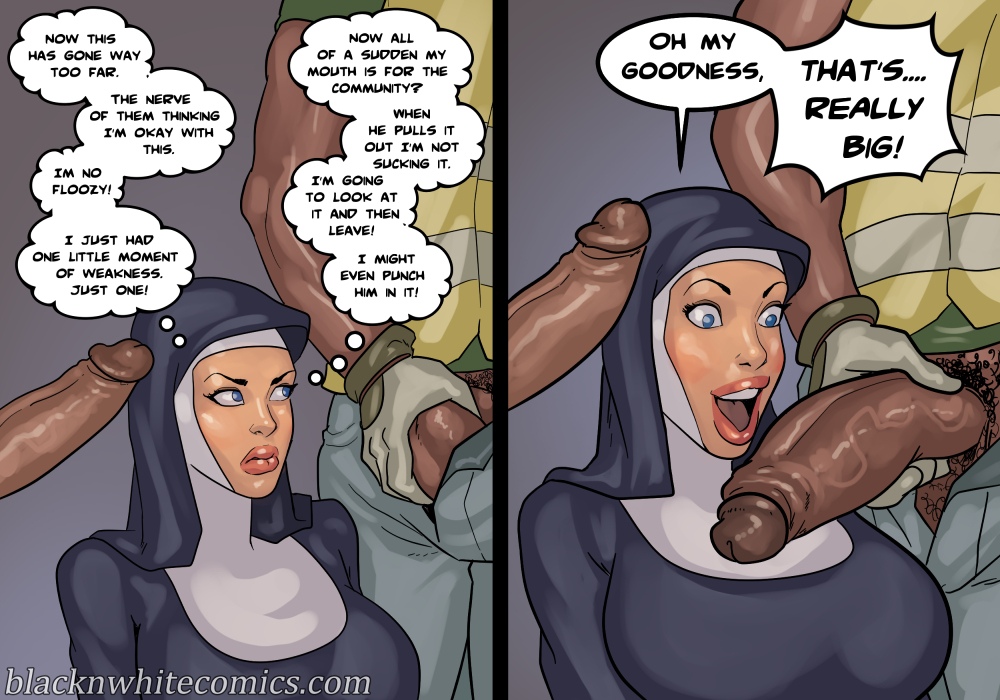 NOW THIS
HAS GONE WAY
TOO FAR.
THE NERVE
OF THEM THINKING
I'M OKAY WITH
THIS.
IM NO
FLOOZY!
I JUST HAD
ONE LITTLE MOMENT
OF WEAKNESS.
JUST ONE!
NOW ALL
OF A SUDDEN MY
MOUTH IS FOR THE
COMMUNITY?
WHEN
HE PULLS IT
OUT I'M NOT
SUCKING IT.
I'M GOING
TO LOOK AT
IT AND THEN
LEAVE!
I MIGHT
EVEN PUNCH
HIM IN IT!
OH MY
GOODNESS,
THAT'S....
REALLY
BIG!
blacknwhitecomics.com